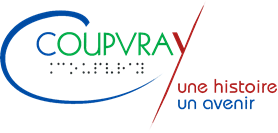 COUPVRAY
⠉⠕⠥⠏⠧⠗⠁⠽
une histoire
un avenir